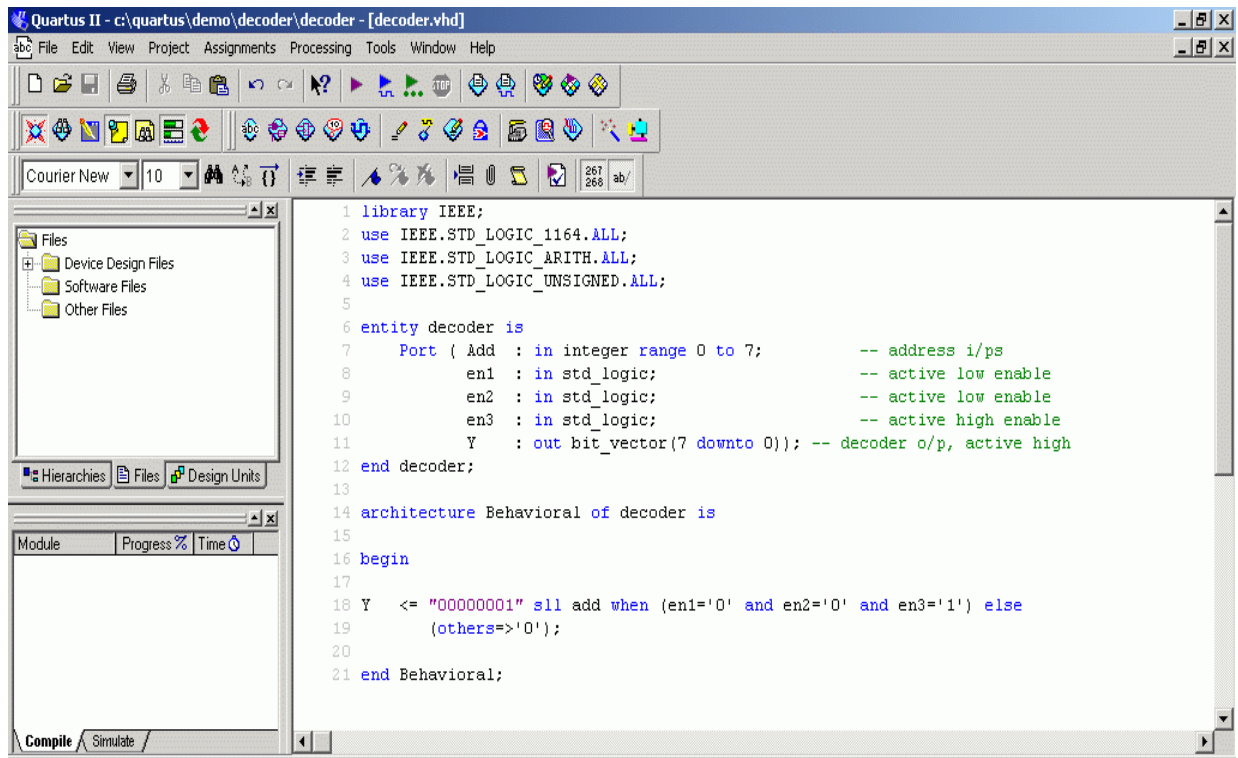 Quartus II - c:\quartus\demo\decoder\decoder - [decoder.vhd]
abc File Edit View Project Assignments Processing Tools Window Help
STOP
abc
Courier New 10 267 268 ab/
Files
Device Design Files
Software Files
Other Files
Hierarchies Files Design Units
Module Progress % Time
Compile Simulate
1 library IEEE;
2 use IEEE.STD_LOGIC_1164.ALL;
3 use IEEE.STD_LOGIC_ARITH.ALL;
4 use IEEE.STD_LOGIC_UNSIGNED.ALL;
5
6 entity decoder is
7 Port ( Add : in integer range 0 to 7; -- address i/ps
8 en1 : in std_logic; -- active low enable
9 en2 : in std_logic; -- active low enable
10 en3 : in std_logic; -- active high enable
11 Y : out bit_vector(7 downto 0)); -- decoder o/p, active high
12 end decoder;
13
14 architecture Behavioral of decoder is
15
16 begin
17
18 Y <= "00000001" sll add when (en1='0' and en2='0' and en3='1') else
19 (others=>'0');
20
21 end Behavioral;